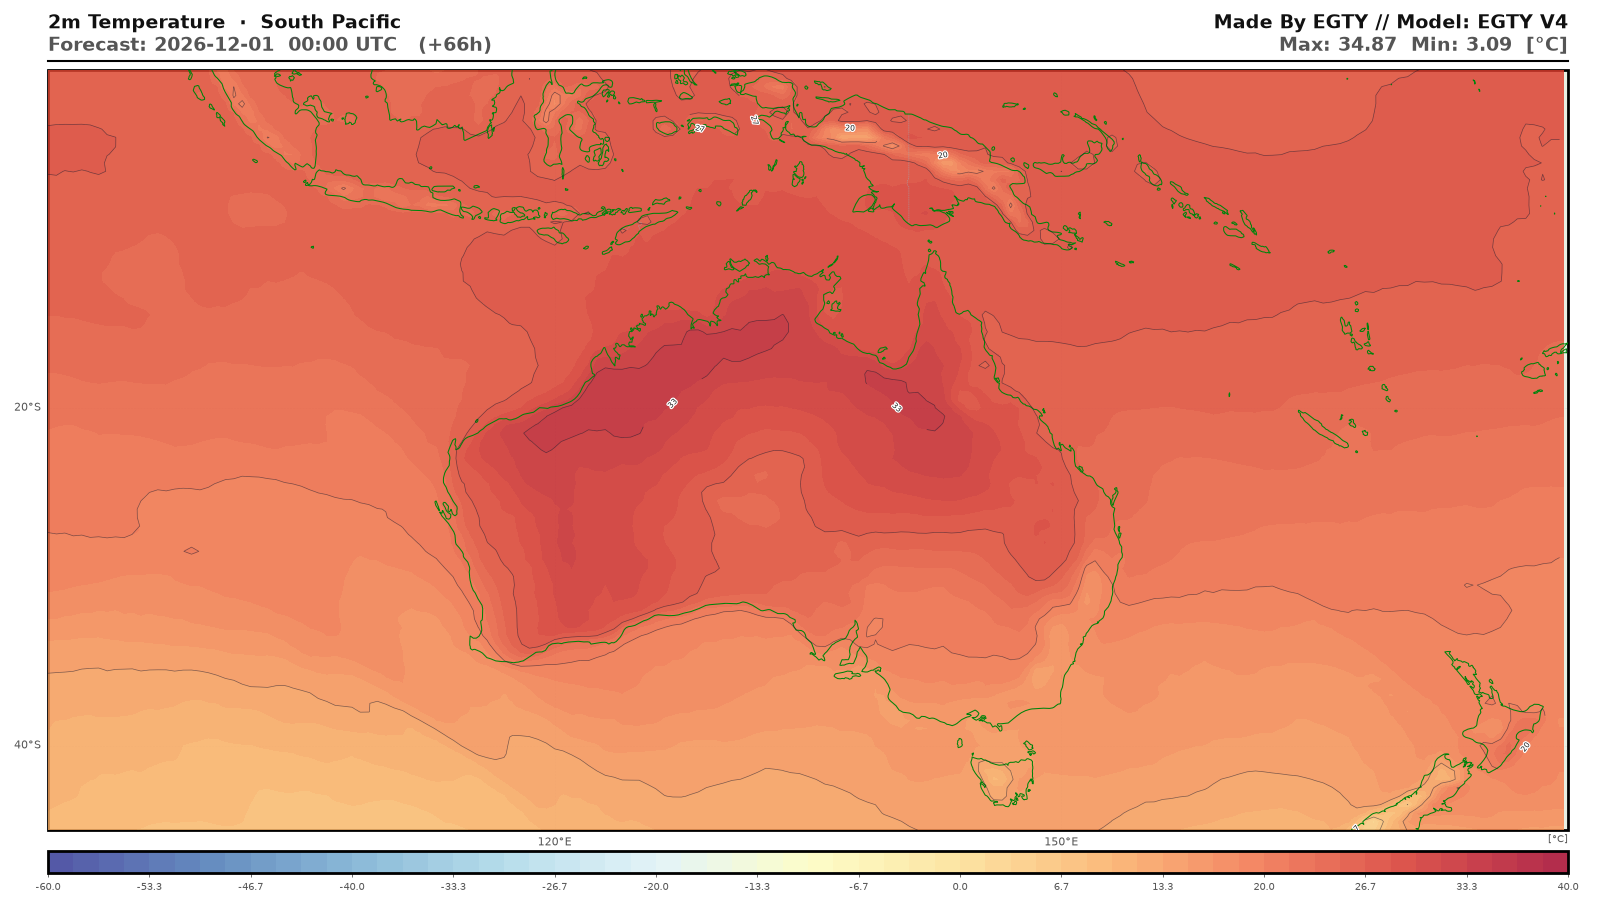 2m Temperature · South Pacific
Made By EGTY // Model: EGTY V4
Forecast: 2026-12-01 00:00 UTC (+66h)
Max: 34.87 Min: 3.09 [°C]
27
20
20
33
33
20°S
40°S
20
120°E
150°E
[°C]
-60.0 -53.3 -46.7 -40.0 -33.3 -26.7 -20.0 -13.3 -6.7 0.0 6.7 13.3 20.0 26.7 33.3 40.0